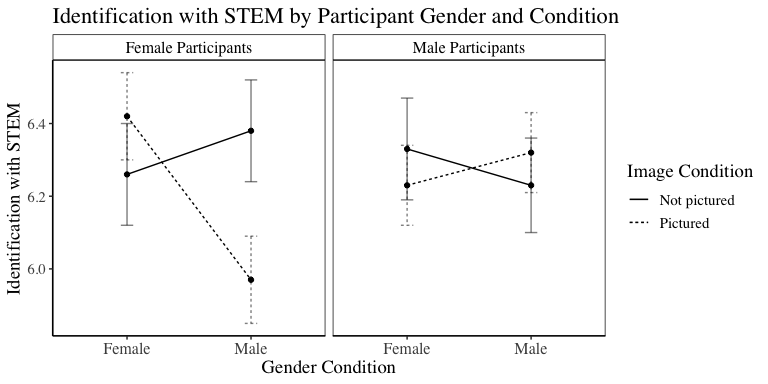 Identification with STEM by Participant Gender and Condition
Female Participants
Male Participants
Identification with STEM
6.4
6.2
6.0
Female
Male
Female
Male
Gender Condition
Image Condition
Not pictured
Pictured